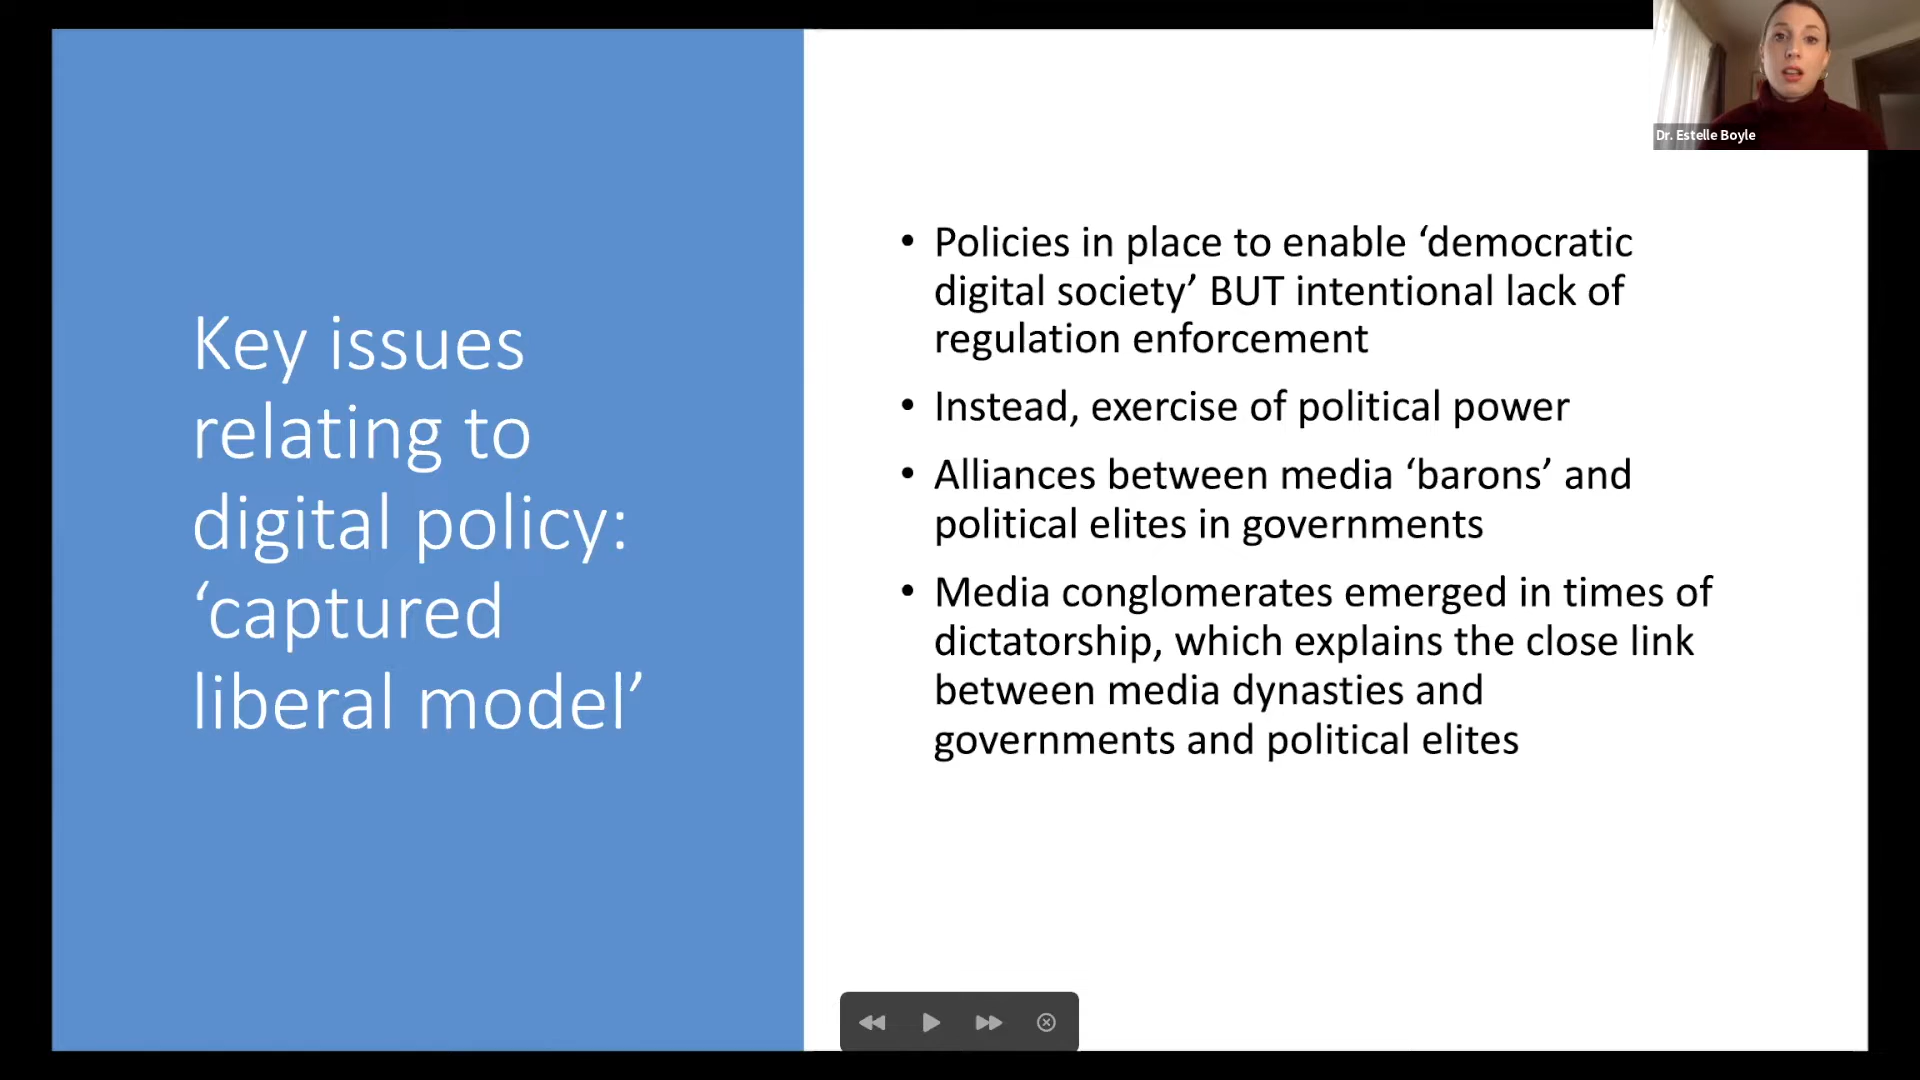 Dr. Estelle Boyle
Key issues
relating to
digital policy:
‘captured
liberal model’
• Policies in place to enable ‘democratic
digital society’ BUT intentional lack of
regulation enforcement
• Instead, exercise of political power
• Alliances between media ‘barons’ and
political elites in governments
• Media conglomerates emerged in times of
dictatorship, which explains the close link
between media dynasties and
governments and political elites